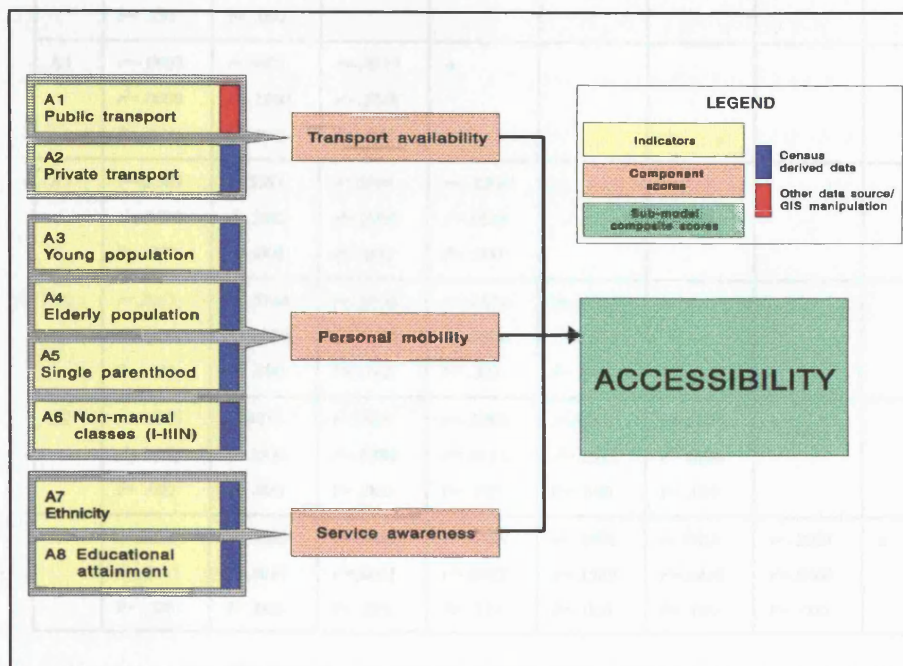 A1
Public transport
A2
Private transport
Transport availability
A3
Young population
A4
Elderly population
A5
Single parenthood
A6 Non-manual
classes (I-IIIN)
Personal mobility
A7
Ethnicity
A8 Educational
attainment
Service awareness
LEGEND
Indicators
Component
scores
Sub-model
composite scores
Census
derived data
Other data source/
GIS manipulation
ACCESSIBILITY